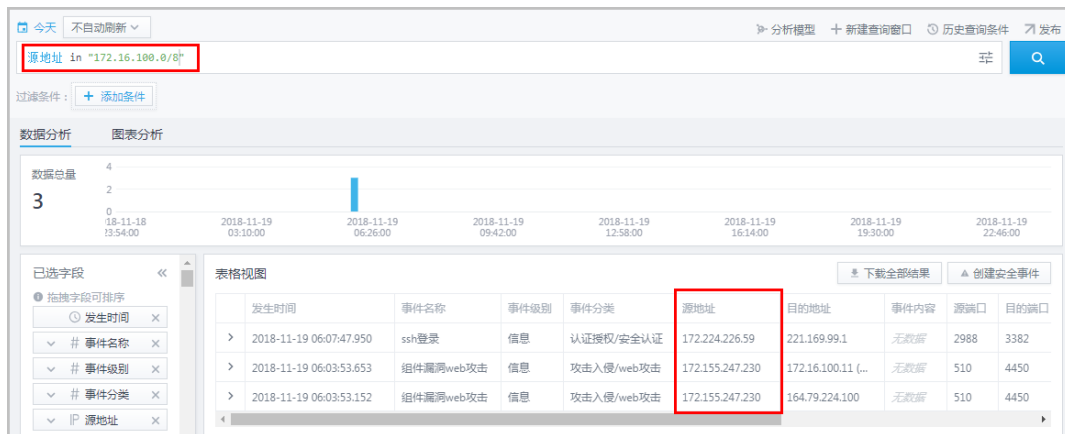 今天 不自动刷新 分析模型 新建查询窗口 历史查询条件 发布
源地址 in "172.16.100.0/8"
过滤条件： + 添加条件
数据分析 图表分析
数据总量
3
4
2
0
18-11-18 23:54:00
2018-11-19 03:10:00
2018-11-19 06:26:00
2018-11-19 09:42:00
2018-11-19 12:58:00
2018-11-19 16:14:00
2018-11-19 19:30:00
2018-11-19 22:46:00
已选字段 «
拖拽字段可排序
发生时间 ×
# 事件名称 ×
# 事件级别 ×
# 事件分类 ×
IP 源地址 ×
表格视图 下载全部结果 创建安全事件
发生时间 事件名称 事件级别 事件分类 源地址 目的地址 事件内容 源端口 目的端口
2018-11-19 06:07:47.950 ssh登录 信息 认证授权/安全认证 172.224.226.59 221.169.99.1 无数据 2988 3382
2018-11-19 06:03:53.653 组件漏洞web攻击 信息 攻击入侵/web攻击 172.155.247.230 172.16.100.11 (... 无数据 510 4450
2018-11-19 06:03:53.152 组件漏洞web攻击 信息 攻击入侵/web攻击 172.155.247.230 164.79.224.100 无数据 510 4450